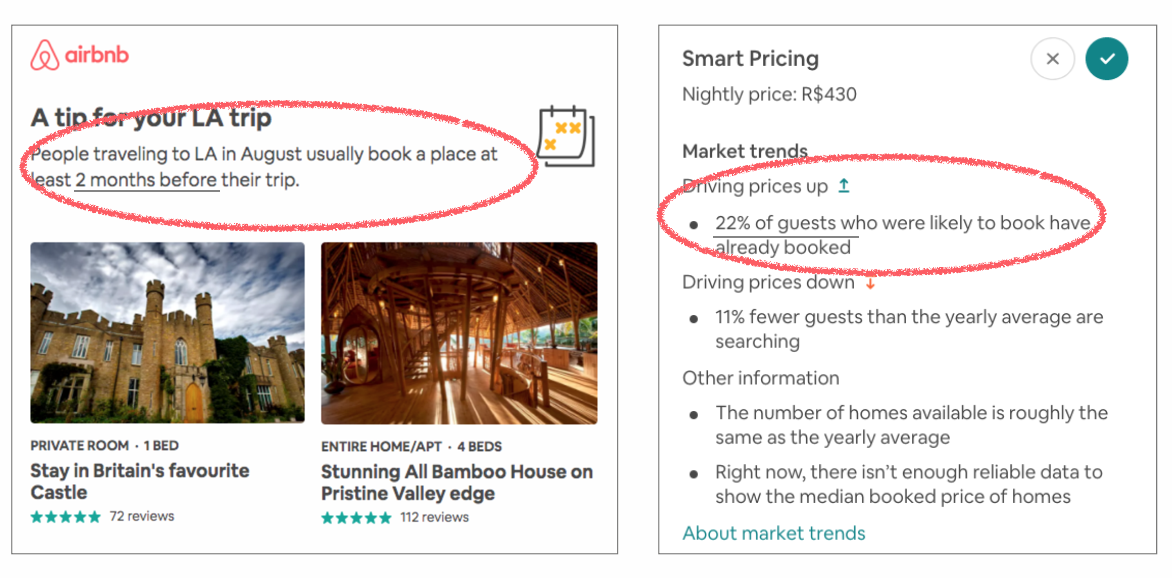 airbnb
A tip for your LA trip
People traveling to LA in August usually book a place at
least 2 months before their trip.
PRIVATE ROOM · 1 BED
Stay in Britain's favourite
Castle
72 reviews
ENTIRE HOME/APT · 4 BEDS
Stunning All Bamboo House on
Pristine Valley edge
112 reviews
Smart Pricing
Nightly price: R$430
Market trends
Driving prices up
• 22% of guests who were likely to book have
already booked
Driving prices down
• 11% fewer guests than the yearly average are
searching
Other information
• The number of homes available is roughly the
same as the yearly average
• Right now, there isn’t enough reliable data to
show the median booked price of homes
About market trends